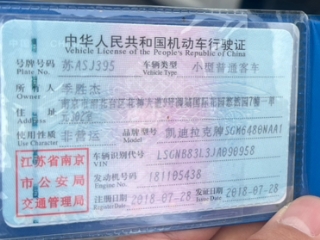 中华人民共和国机动车行驶证
Vehicle License of the People's Republic of China
号牌号码 苏ASJ395 车辆类型 小型普通客车
Plate No. Vehicle Type
所有人 季胜杰
Owner
住址 南京市
Address
使用性质 非营运 品牌型号 凯迪拉克牌SGM6480NAA1
Use Character Model
江苏省南京
市公安局
交通管理局
车辆识别代号 LSGNB83L3JA090958
VIN
发动机号码 181105438
Engine No.
注册日期 2018-07-28 发证日期 2018-07-28
Register Date Issue Date